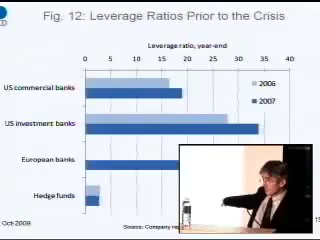 Fig. 12: Leverage Ratios Prior to the Crisis
Leverage ratio, year-end
0 5 10 15 20 25 30 35 40
US commercial banks
2006
2007
US investment banks
European banks
Hedge funds
Oct-2009
Source: Company